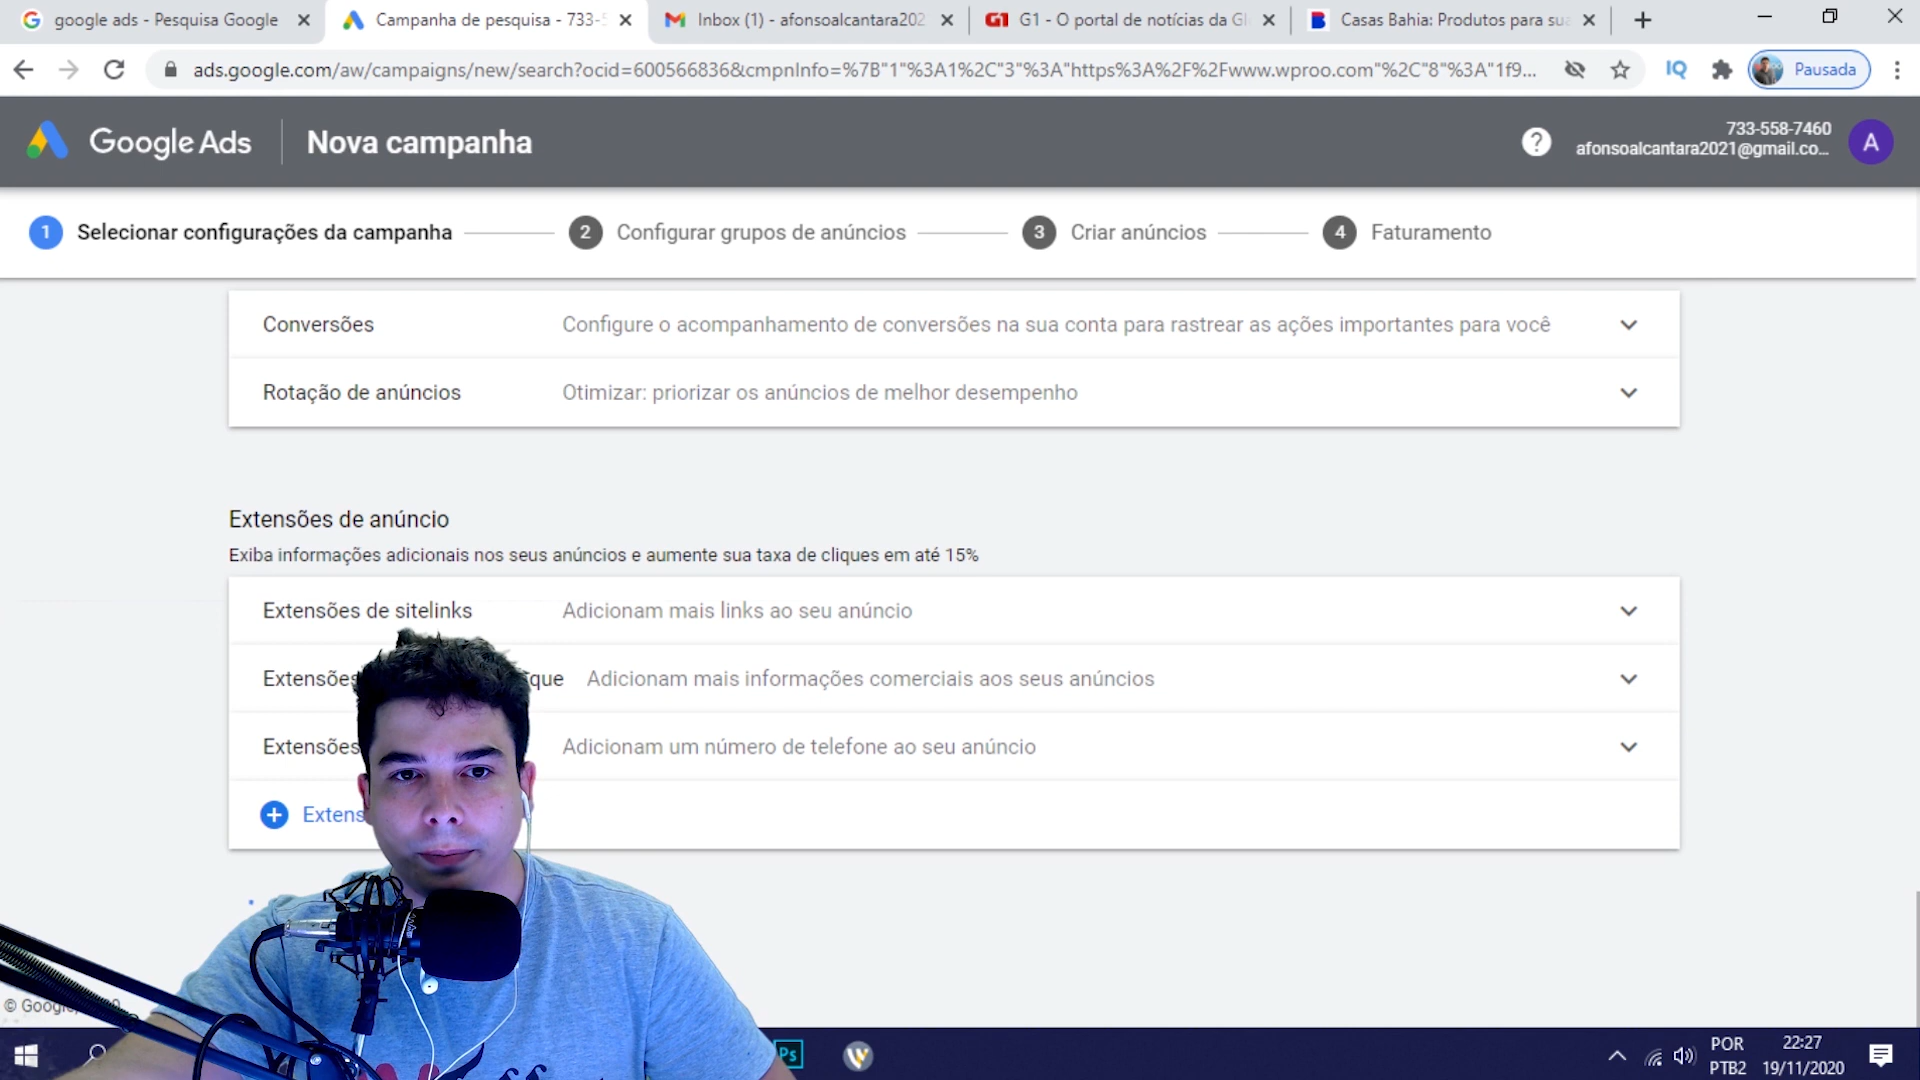 google ads - Pesquisa Google
Campanha de pesquisa - 733-5
Inbox (1) - afonsoalcantara202
G1 - O portal de notícias da Gl
Casas Bahia: Produtos para sua
ads.google.com/aw/campaigns/new/search?ocid=600566836&cmpnInfo=%7B"1"%3A1%2C"3"%3A"https%3A%2F%2Fwww.wproo.com"%2C"8"%3A"1f9...
IQ
Pausada
Google Ads
Nova campanha
733-558-7460
afonsoalcantara2021@gmail.co...
A
1 Selecionar configurações da campanha
2 Configurar grupos de anúncios
3 Criar anúncios
4 Faturamento
Conversões Configure o acompanhamento de conversões na sua conta para rastrear as ações importantes para você
Rotação de anúncios Otimizar: priorizar os anúncios de melhor desempenho
Extensões de anúncio
Exiba informações adicionais nos seus anúncios e aumente sua taxa de cliques em até 15%
Extensões de sitelinks Adicionam mais links ao seu anúncio
Extensões que Adicionam mais informações comerciais aos seus anúncios
Extensões Adicionam um número de telefone ao seu anúncio
Extens
© Google,
Ps
POR
PTB2
22:27
19/11/2020